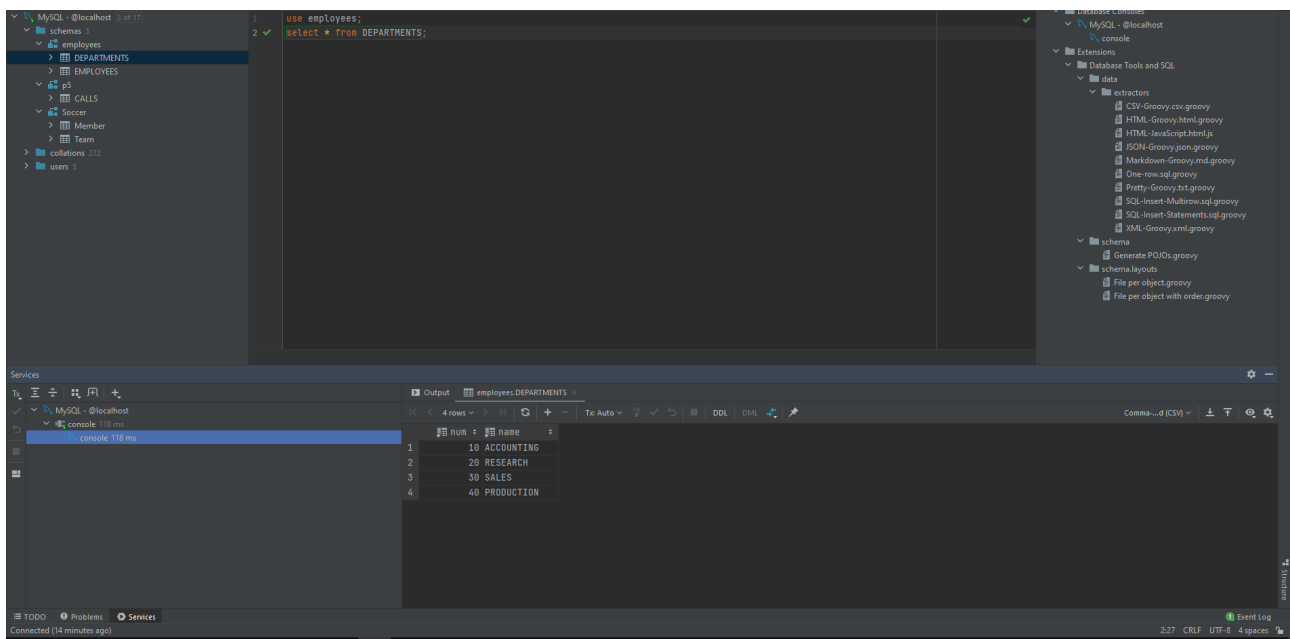 MySQL - @localhost 3 of 17
schemas 3
employees
DEPARTMENTS
EMPLOYEES
p5
CALLS
Soccer
Member
Team
collations 272
users 5
1 use employees;
2 select * from DEPARTMENTS;
Database Consoles
MySQL - @localhost
console
Extensions
Database Tools and SQL
data
extractors
CSV-Groovy.csv.groovy
HTML-Groovy.html.groovy
HTML-JavaScript.html.js
JSON-Groovy.json.groovy
Markdown-Groovy.md.groovy
One-row.sql.groovy
Pretty-Groovy.txt.groovy
SQL-Insert-Multirow.sql.groovy
SQL-Insert-Statements.sql.groovy
XML-Groovy.xml.groovy
schema
Generate POJOs.groovy
schema.layouts
File per object.groovy
File per object with order.groovy
Services
Tx
MySQL - @localhost
console 118 ms
console 118 ms
Output employees.DEPARTMENTS
4 rows Tx: Auto DDL DML Comma-...d (CSV)
num name
1 10 ACCOUNTING
2 20 RESEARCH
3 30 SALES
4 40 PRODUCTION
Structure
TODO Problems Services 1 Event Log
Connected (14 minutes ago) 2:27 CRLF UTF-8 4 spaces